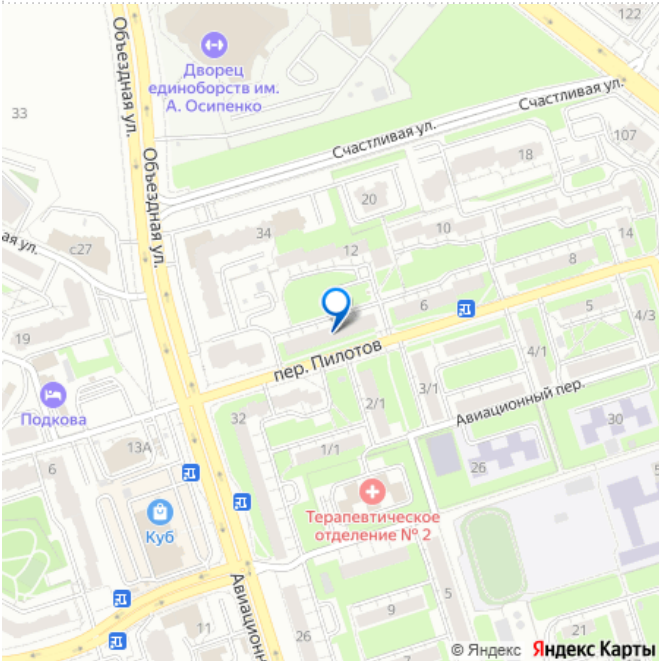 122
Объездная ул.
Дворец
единоборств им.
А. Осипенко
33
Счастливая ул.
Счастливая ул.
107
18
Объездная ул.
20
34
10
14
ая ул.
с27
12
8
6
5
4/3
19
пер. Пилотов
4/1
3/1
Авиационный пер.
Подкова
2/1
32
30
13А
1/1
6
26
5
Терапевтическое
отделение № 2
Куб
Авиационн
5
9
11
26
21
© Яндекс Яндекс Карты